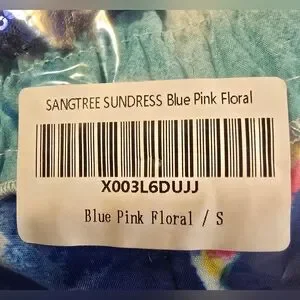 SANGTREE SUNDRESS Blue Pink Floral
X003L6DUJJ
Blue Pink Floral / S